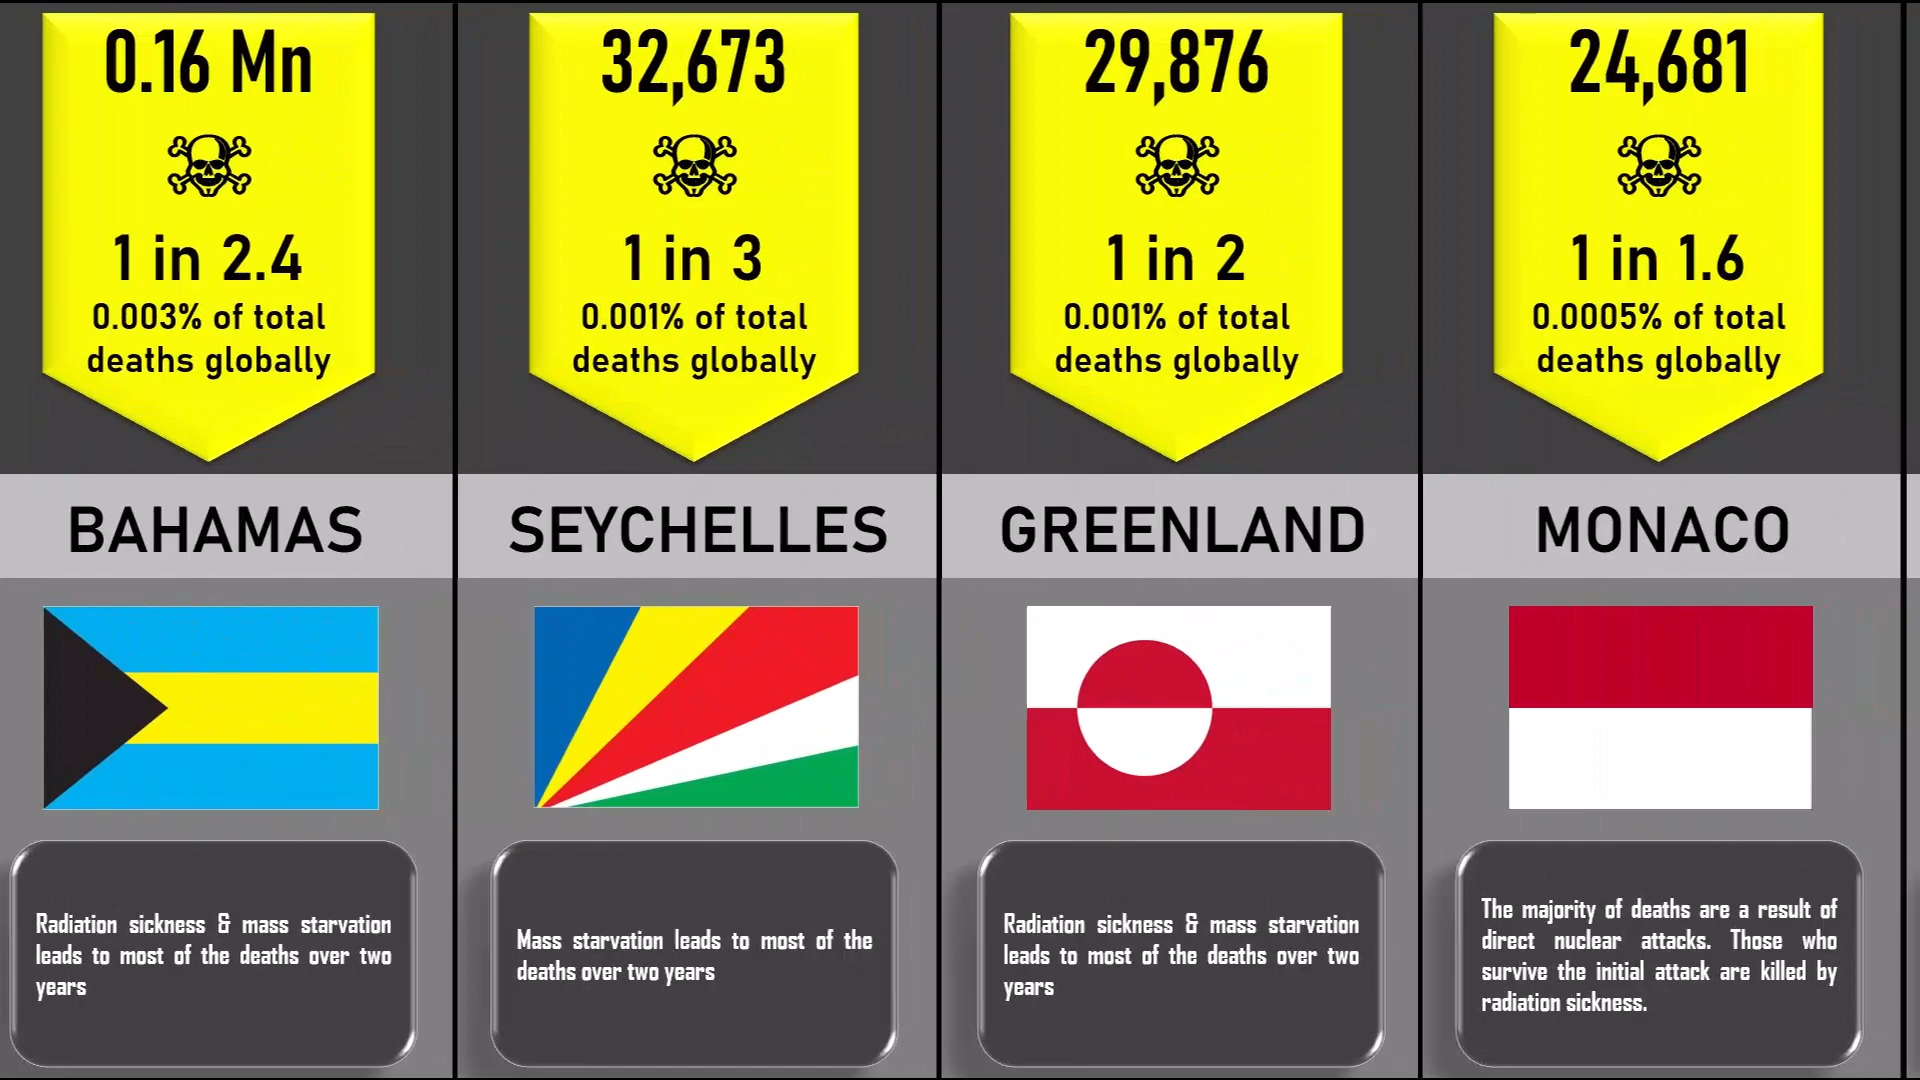 0.16 Mn
1 in 2.4
0.003% of total
deaths globally
BAHAMAS
Radiation sickness & mass starvation
leads to most of the deaths over two
years
32,673
1 in 3
0.001% of total
deaths globally
SEYCHELLES
Mass starvation leads to most of the
deaths over two years
29,876
1 in 2
0.001% of total
deaths globally
GREENLAND
Radiation sickness & mass starvation
leads to most of the deaths over two
years
24,681
1 in 1.6
0.0005% of total
deaths globally
MONACO
The majority of deaths are a result of
direct nuclear attacks. Those who
survive the initial attack are killed by
radiation sickness.